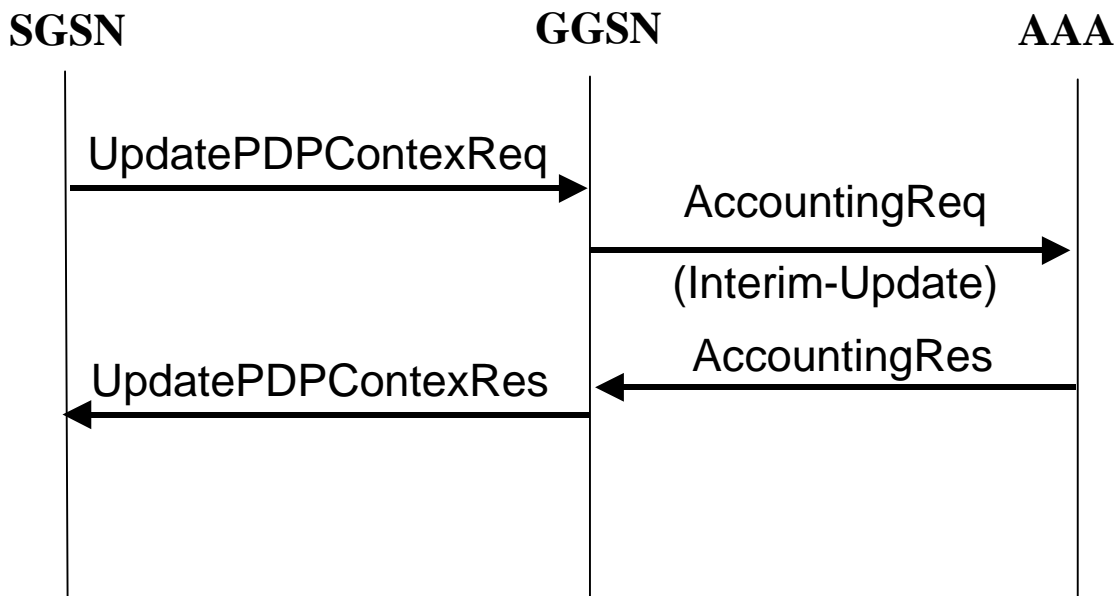 SGSN GGSN AAA
UpdatePDPContexReq
AccountingReq
(Interim-Update)
AccountingRes
UpdatePDPContexRes